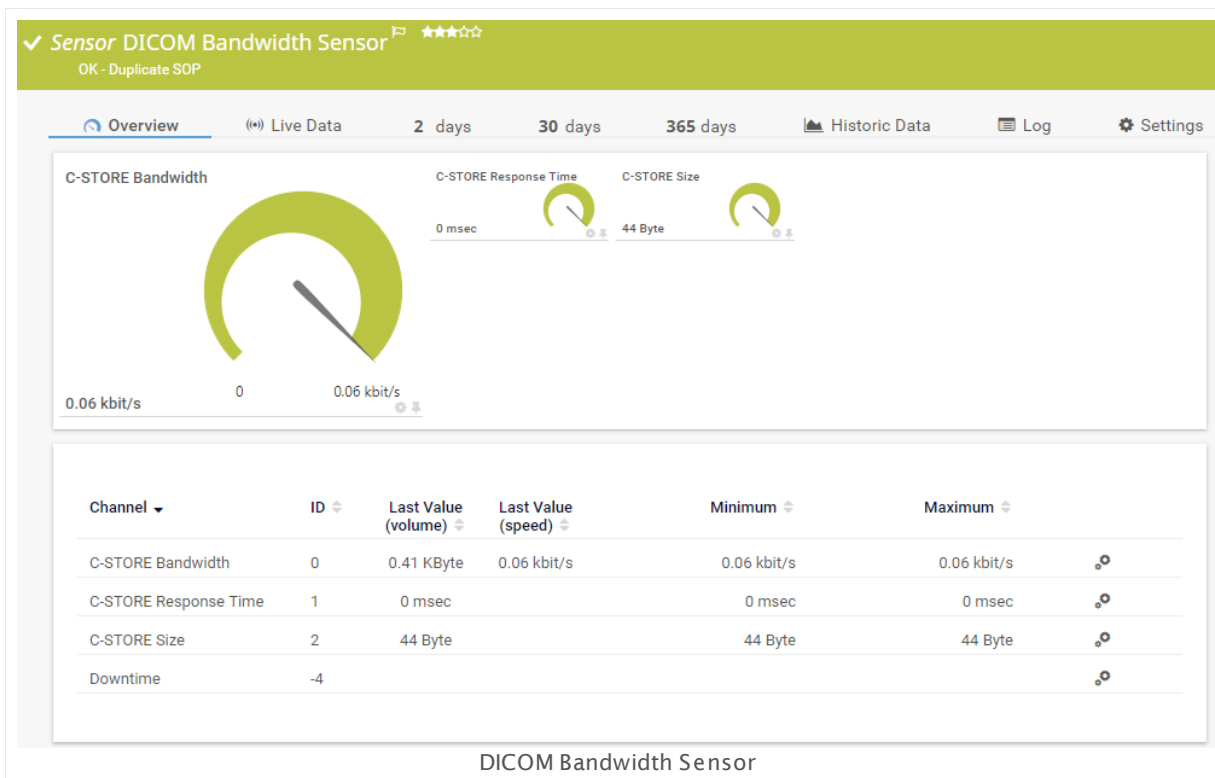 Sensor DICOM Bandwidth Sensor
OK - Duplicate SOP
Overview Live Data 2 days 30 days 365 days Historic Data Log Settings
C-STORE Bandwidth
0.06 kbit/s
0 0.06 kbit/s
C-STORE Response Time
0 msec
C-STORE Size
44 Byte
Channel ID Last Value (volume) Last Value (speed) Minimum Maximum
C-STORE Bandwidth 0 0.41 KByte 0.06 kbit/s 0.06 kbit/s 0.06 kbit/s
C-STORE Response Time 1 0 msec 0 msec 0 msec
C-STORE Size 2 44 Byte 44 Byte 44 Byte
Downtime -4
DICOM Bandwidth Sensor